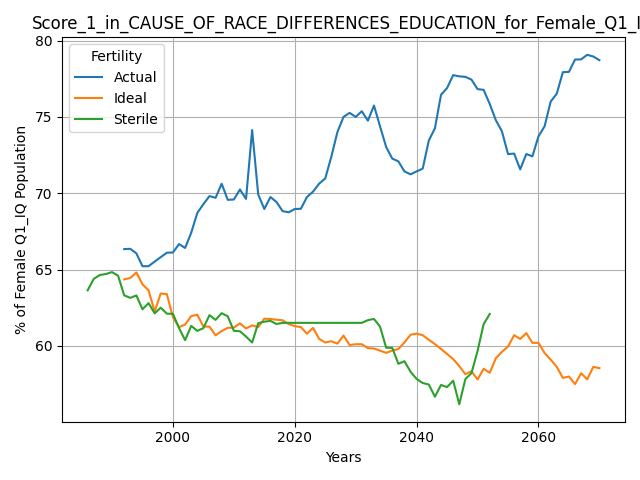 Score_1_in_CAUSE_OF_RACE_DIFFERENCES_EDUCATION_for_Female_Q1_I
Fertility
Actual
Ideal
Sterile
% of Female Q1_IQ Population
80
75
70
65
60
2000 2020 2040 2060
Years